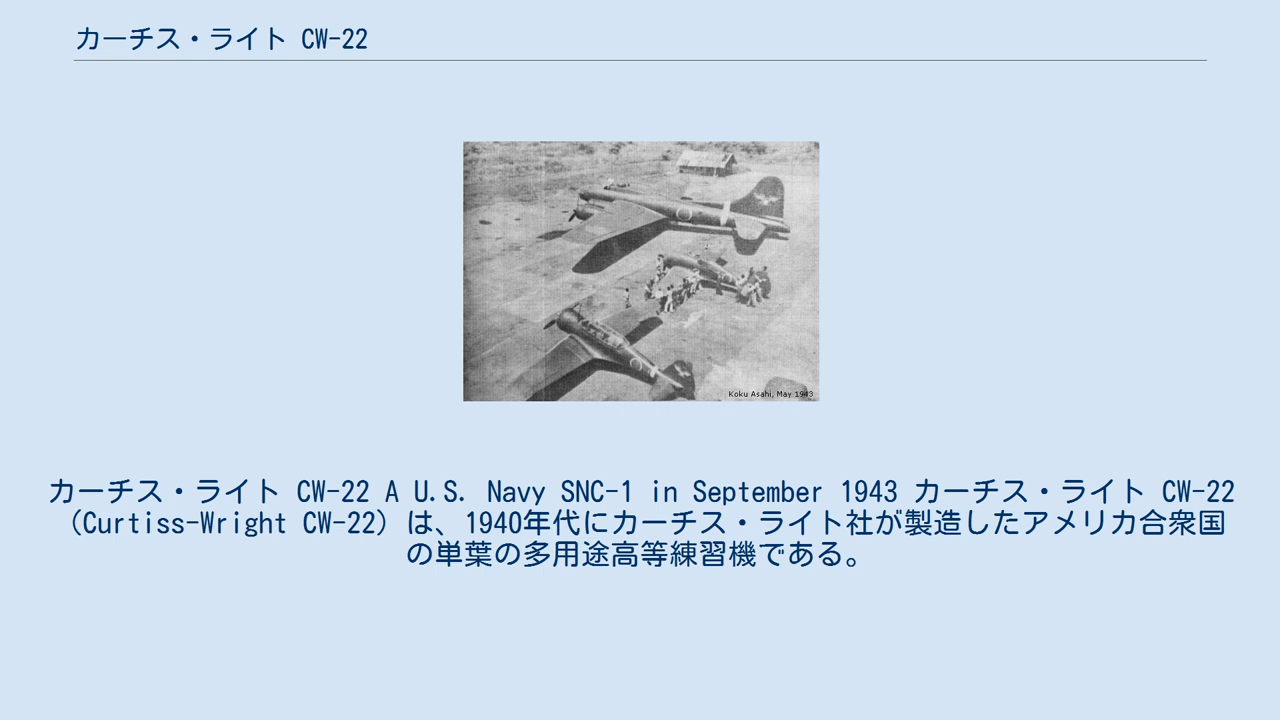 カーチス・ライト CW-22
Koku Asahi, May 1943
カーチス・ライト CW-22 A U.S. Navy SNC-1 in September 1943 カーチス・ライト CW-22
(Curtiss-Wright CW-22) は、1940年代にカーチス・ライト社が製造したアメリカ合衆国
の単葉の多用途高等練習機である。